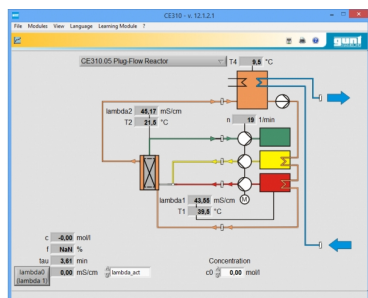 CE310 - v. 12.1.2.1
File Modules View Language Learning Module ?
gunt
CE310.05 Plug-Flow Reactor
T4 9,5 °C
lambda2 45,17 mS/cm
T2 21,5 °C
n 19 1/min
lambda1 43,55 mS/cm
T1 39,8 °C
M
c -0,00 mol/l
f NaN %
tau 3,61 min
lambda0 (lambda 1) 0,00 mS/cm lambda_act
Concentration
c0 0,00 mol/l